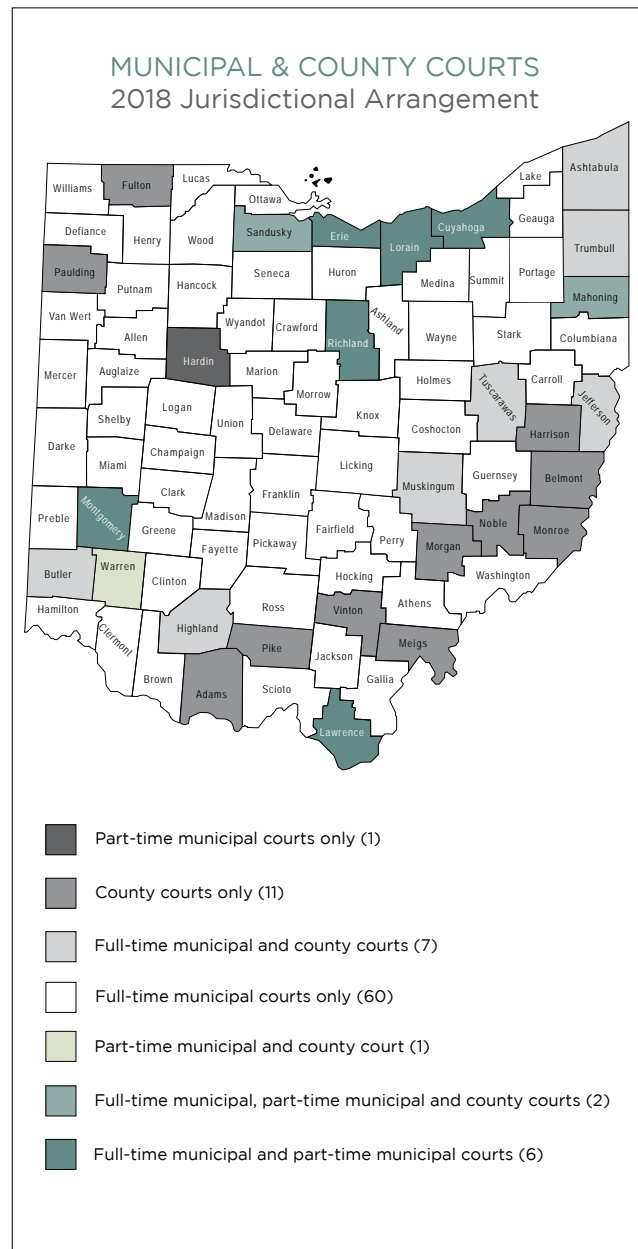 MUNICIPAL & COUNTY COURTS
2018 Jurisdictional Arrangement
Williams
Fulton
Lucas
Ottawa
Lake
Ashtabula
Geauga
Defiance
Henry
Wood
Sandusky
Erie
Lorain
Cuyahoga
Trumbull
Paulding
Putnam
Hancock
Seneca
Huron
Medina
Summit
Portage
Mahoning
Van Wert
Allen
Wyandot
Crawford
Richland
Ashland
Wayne
Stark
Columbiana
Mercer
Auglaize
Hardin
Marion
Morrow
Holmes
Tuscarawas
Carroll
Jefferson
Shelby
Logan
Union
Delaware
Knox
Coshocton
Harrison
Darke
Miami
Champaign
Licking
Muskingum
Guernsey
Belmont
Preble
Montgomery
Clark
Madison
Franklin
Fairfield
Perry
Morgan
Noble
Monroe
Greene
Fayette
Pickaway
Butler
Warren
Clinton
Hocking
Athens
Washington
Hamilton
Clermont
Brown
Highland
Ross
Vinton
Meigs
Adams
Pike
Scioto
Jackson
Gallia
Lawrence
Part-time municipal courts only (1)
County courts only (11)
Full-time municipal and county courts (7)
Full-time municipal courts only (60)
Part-time municipal and county court (1)
Full-time municipal, part-time municipal and county courts (2)
Full-time municipal and part-time municipal courts (6)